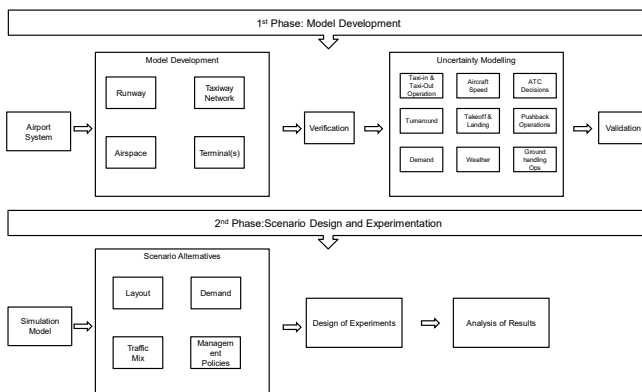 1st Phase: Model Development
Model Development
Uncertainty Modelling
Airport
System
Runway
Taxiway
Network
Airspace
Terminal(s)
Verification
Taxi-in &
Taxi-Out
Operation
Aircraft
Speed
ATC
Decisions
Turnaround
Takeoff &
Landing
Pushback
Operations
Demand
Weather
Ground
handling
Ops
Validation
2nd Phase:Scenario Design and Experimentation
Scenario Alternatives
Simulation
Model
Layout
Demand
Traffic
Mix
Managem
ent
Policies
Design of Experiments
Analysis of Results